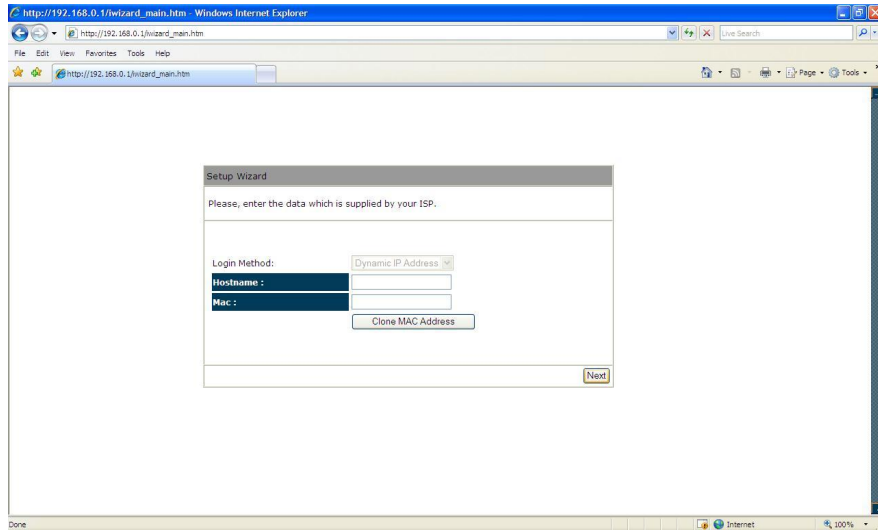 http://192.168.0.1/iwizard_main.htm - Windows Internet Explorer
http://192.168.0.1/iwizard_main.htm
Live Search
File Edit View Favorites Tools Help
http://192.168.0.1/iwizard_main.htm
Page Tools
Setup Wizard
Please, enter the data which is supplied by your ISP.
Login Method: Dynamic IP Address
Hostname :
Mac :
Clone MAC Address
Next
Done
Internet
100%